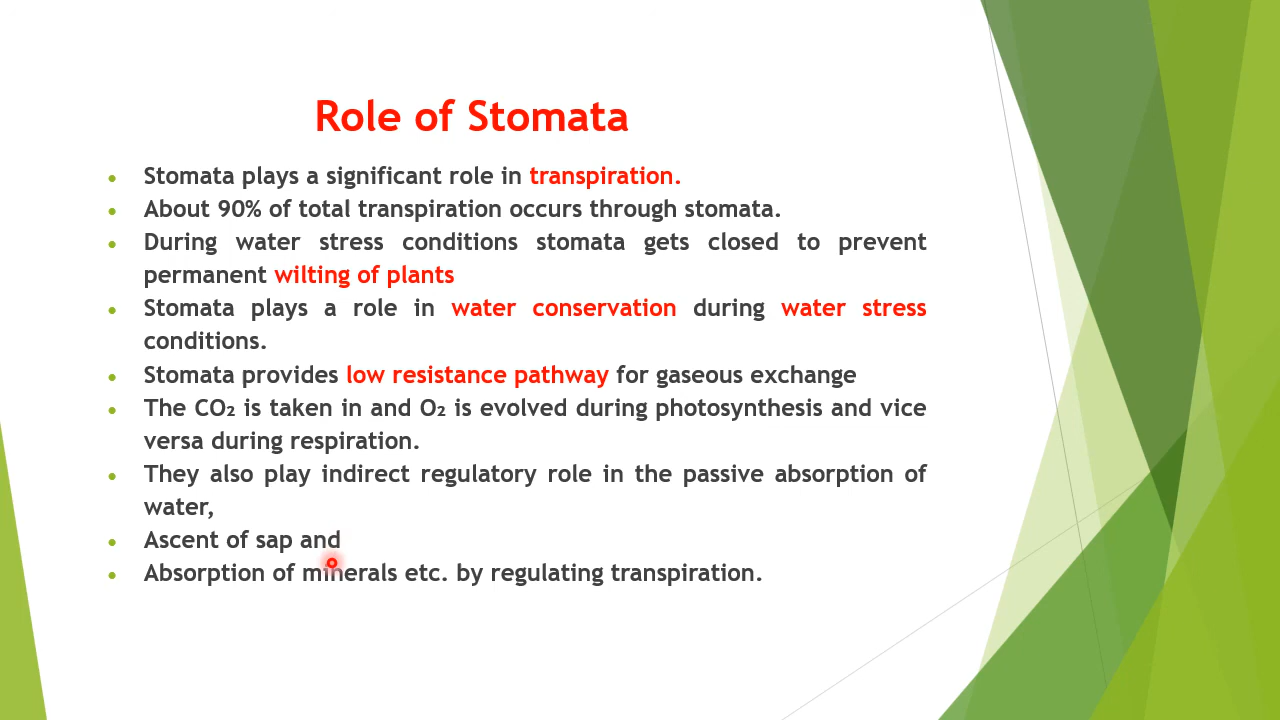 Role of Stomata
• Stomata plays a significant role in transpiration.
• About 90% of total transpiration occurs through stomata.
• During water stress conditions stomata gets closed to prevent
permanent wilting of plants
• Stomata plays a role in water conservation during water stress
conditions.
• Stomata provides low resistance pathway for gaseous exchange
• The CO₂ is taken in and O₂ is evolved during photosynthesis and vice
versa during respiration.
• They also play indirect regulatory role in the passive absorption of
water,
• Ascent of sap and
• Absorption of minerals etc. by regulating transpiration.